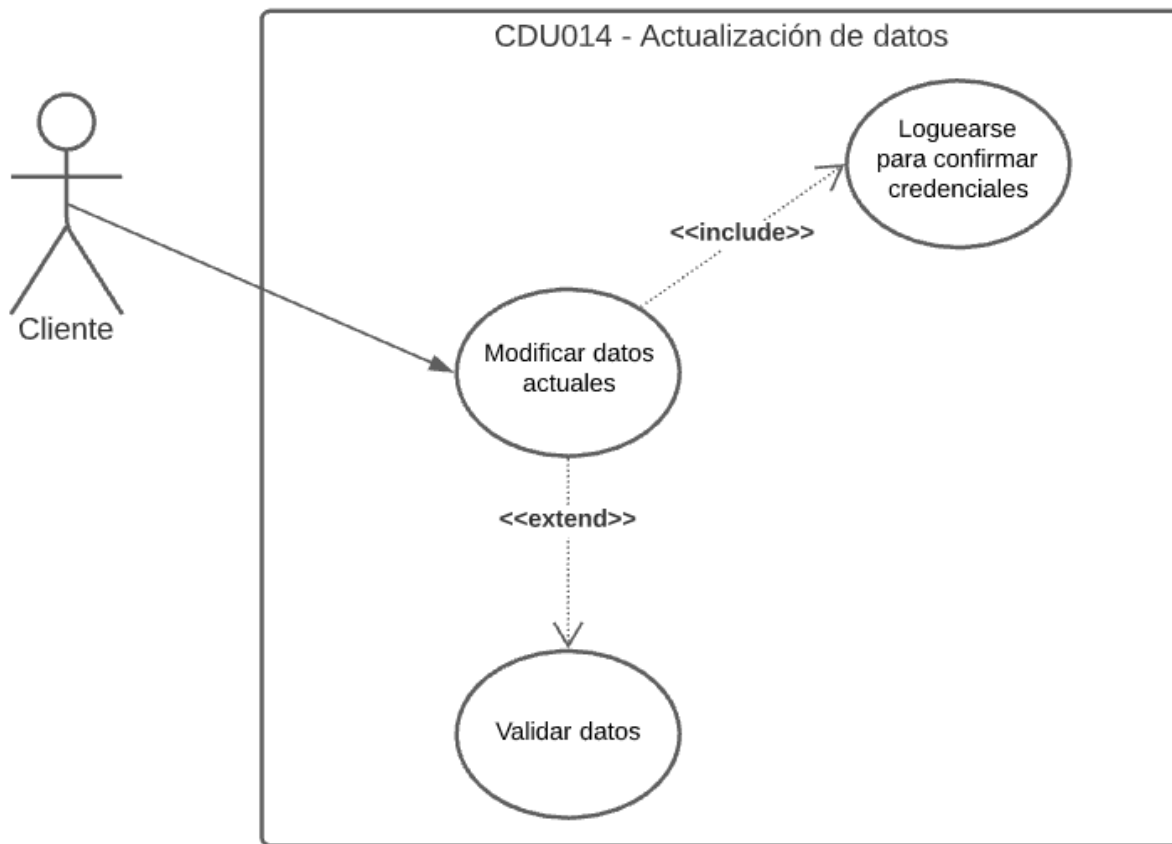 CDU014 - Actualización de datos
Loguearse
para confirmar
credenciales
<<include>>
Cliente
Modificar datos
actuales
<<extend>>
Validar datos